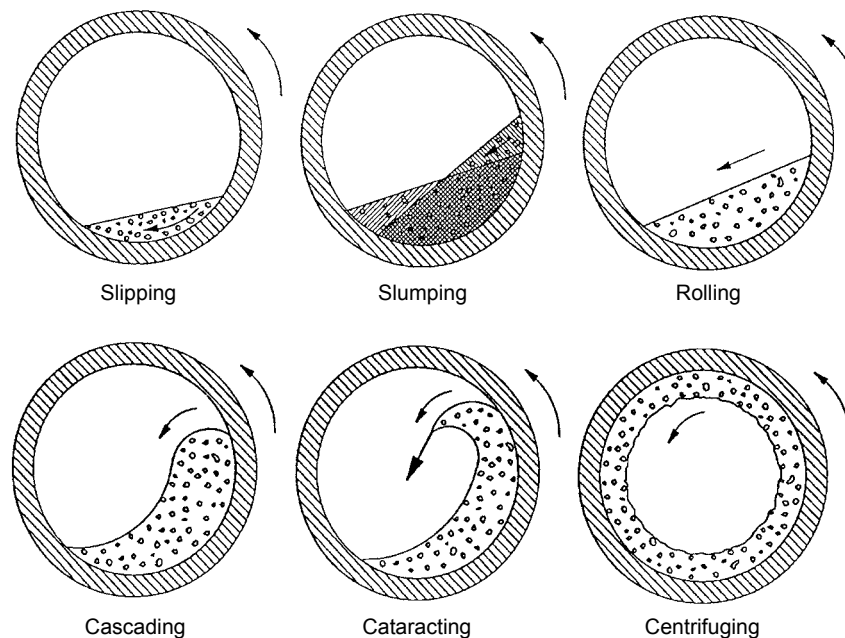 Slipping
Slumping
Rolling
Cascading
Cataracting
Centrifuging